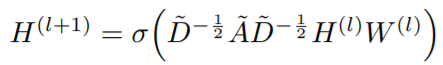 H^{(l+1)} = σ(D̃^{-1/2} Ã D̃^{-1/2} H^{(l)} W^{(l)})